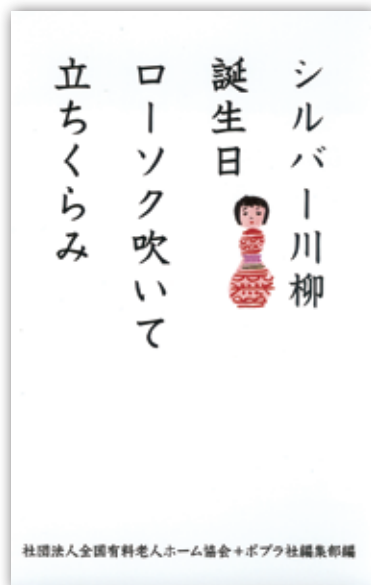 シルバー川柳
誕生日
ローソク吹いて
立ちくらみ
社団法人全国有料老人ホーム協会+ポプラ社編集部編